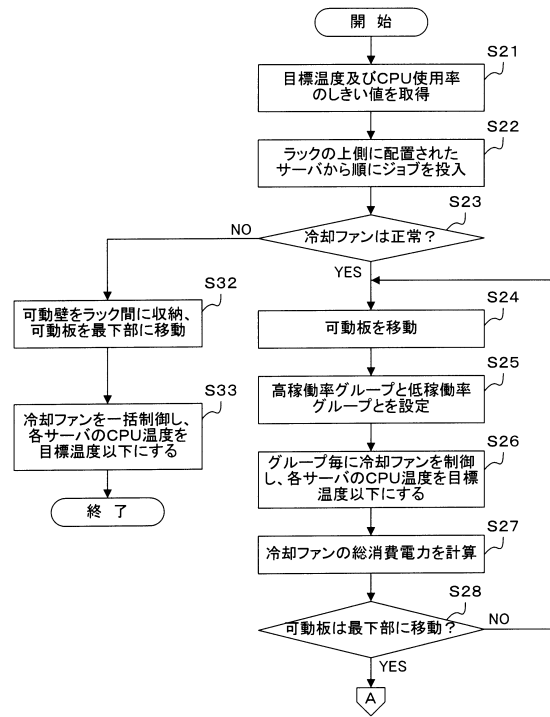 開 始
S21
目標温度及びCPU使用率
のしきい値を取得
S22
ラックの上側に配置された
サーバから順にジョブを投入
S23
冷却ファンは正常？
NO
YES
S32
可動壁をラック間に収納、
可動板を最下部に移動
S33
冷却ファンを一括制御し、
各サーバのCPU温度を
目標温度以下にする
終 了
S24
可動板を移動
S25
高稼働率グループと低稼働率
グループとを設定
S26
グループ毎に冷却ファンを制御
し、各サーバのCPU温度を目標
温度以下にする
S27
冷却ファンの総消費電力を計算
S28
可動板は最下部に移動？
NO
YES
A